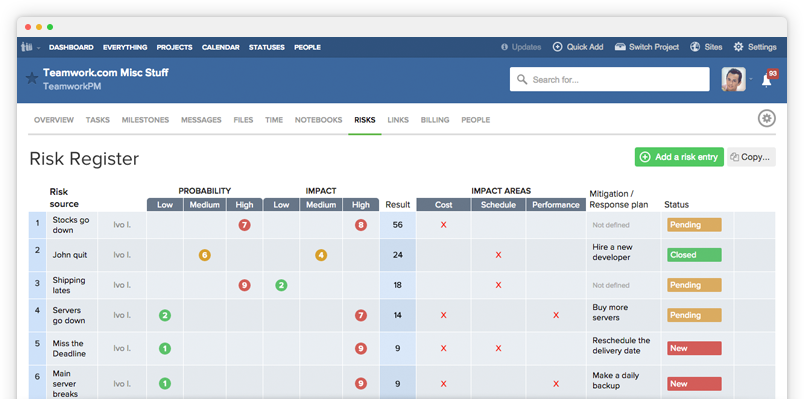 DASHBOARD EVERYTHING PROJECTS CALENDAR STATUSES PEOPLE Updates Quick Add Switch Project Sites Settings
Teamwork.com Misc Stuff
TeamworkPM
Search for...
93
OVERVIEW TASKS MILESTONES MESSAGES FILES TIME NOTEBOOKS RISKS LINKS BILLING PEOPLE
Risk Register
Add a risk entry
Copy...
Risk source PROBABILITY IMPACT Result IMPACT AREAS Mitigation / Response plan Status
Low Medium High Low Medium High Cost Schedule Performance
1 Stocks go down Ivo I. 7 8 56 X Not defined Pending
2 John quit Ivo I. 6 4 24 X Hire a new developer Closed
3 Shipping lates Ivo I. 9 2 18 X Not defined Pending
4 Servers go down Ivo I. 2 7 14 X X Buy more servers Pending
5 Miss the Deadline Ivo I. 1 9 9 X X Reschedule the delivery date New
6 Main server breaks Ivo I. 1 9 9 X X Make a daily backup New